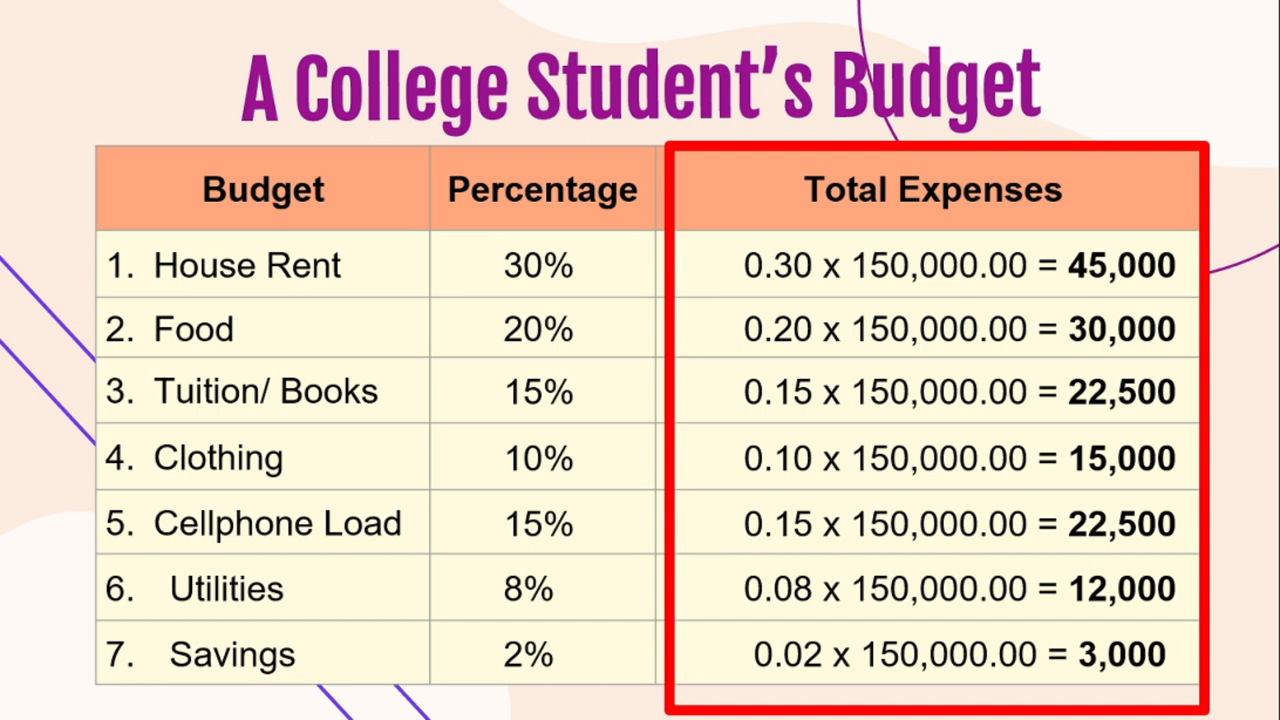 A College Student’s Budget
Budget Percentage Total Expenses
1. House Rent 30% 0.30 x 150,000.00 = 45,000
2. Food 20% 0.20 x 150,000.00 = 30,000
3. Tuition/ Books 15% 0.15 x 150,000.00 = 22,500
4. Clothing 10% 0.10 x 150,000.00 = 15,000
5. Cellphone Load 15% 0.15 x 150,000.00 = 22,500
6. Utilities 8% 0.08 x 150,000.00 = 12,000
7. Savings 2% 0.02 x 150,000.00 = 3,000